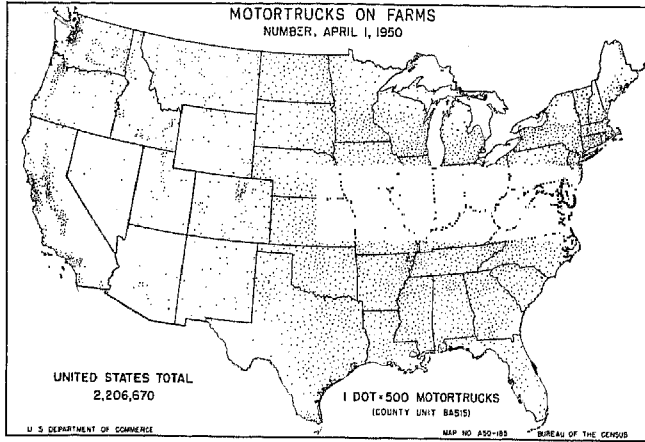 MOTORTRUCKS ON FARMS
NUMBER, APRIL 1, 1950
UNITED STATES TOTAL
2,206,670
1 DOT=500 MOTORTRUCKS
(COUNTY UNIT BASIS)
U S DEPARTMENT OF COMMERCE
MAP NO A50-185
BUREAU OF THE CENSUS